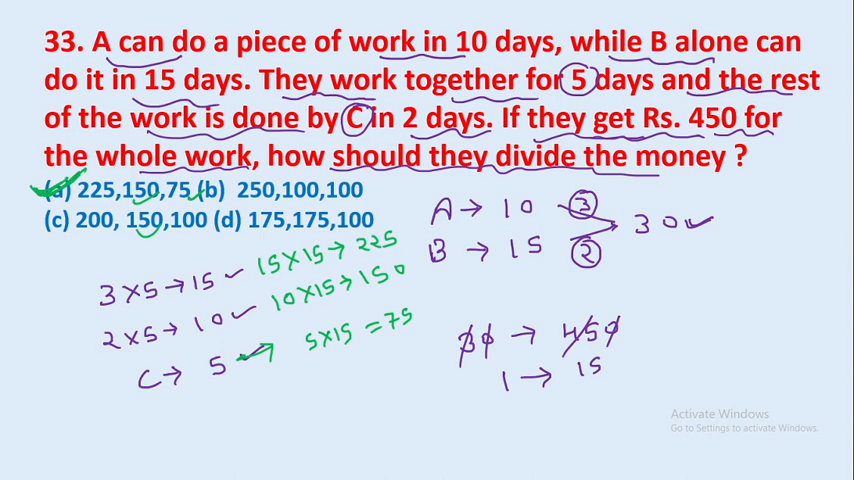 33. A can do a piece of work in 10 days, while B alone can
do it in 15 days. They work together for 5 days and the rest
of the work is done by C in 2 days. If they get Rs. 450 for
the whole work, how should they divide the money ?
(a) 225,150,75 (b) 250,100,100
(c) 200, 150,100 (d) 175,175,100
A → 10 3
B → 15 2
30
3×5→15 15×15→225
2×5→10 10×15→150
C→ 5 → 5×15 =75
30 → 450
1 → 15
Activate Windows
Go to Settings to activate Windows.